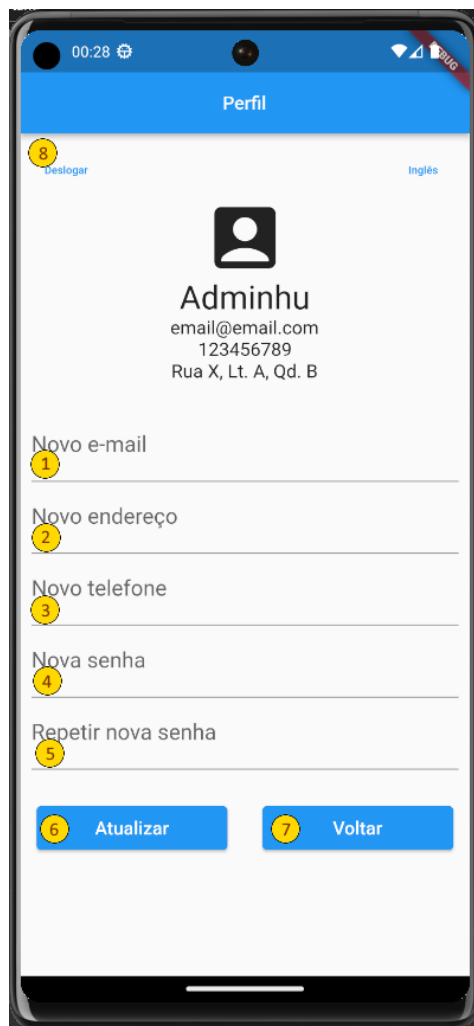 00:28
Perfil
8
Deslogar Inglês
Adminhu
email@email.com
123456789
Rua X, Lt. A, Qd. B
Novo e-mail
1
Novo endereço
2
Novo telefone
3
Nova senha
4
Repetir nova senha
5
6 Atualizar 7 Voltar